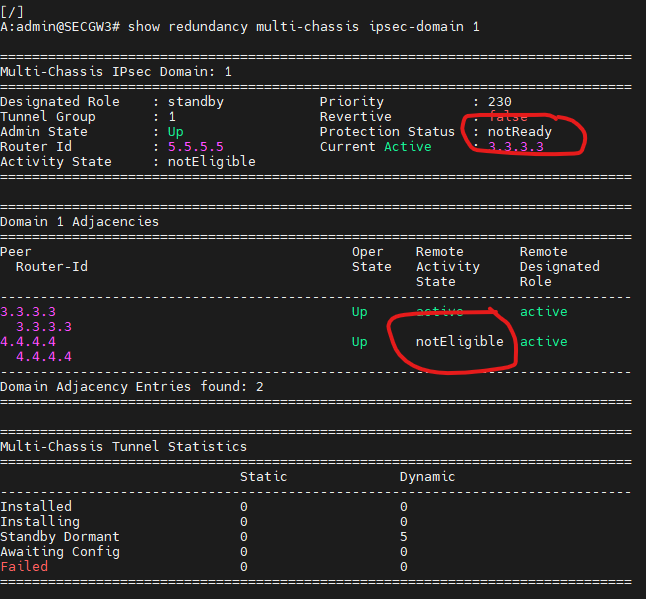 [/]
A:admin@SECGW3# show redundancy multi-chassis ipsec-domain 1
===============================================================================
Multi-Chassis IPsec Domain: 1
===============================================================================
Designated Role    : standby            Priority           : 230
Tunnel Group       : 1                  Revertive          : false
Admin State        : Up                 Protection Status  : notReady
Router Id          : 5.5.5.5            Current Active     : 3.3.3.3
Activity State     : notEligible
===============================================================================
===============================================================================
Domain 1 Adjacencies
===============================================================================
Peer                                        Oper    Remote       Remote
  Router-Id                                 State   Activity     Designated
                                                    State        Role
-------------------------------------------------------------------------------
3.3.3.3                                     Up      active       active
  3.3.3.3
4.4.4.4                                     Up      notEligible  active
  4.4.4.4
-------------------------------------------------------------------------------
Domain Adjacency Entries found: 2
===============================================================================
===============================================================================
Multi-Chassis Tunnel Statistics
===============================================================================
                              Static              Dynamic
-------------------------------------------------------------------------------
Installed                     0                   0
Installing                    0                   0
Standby Dormant               0                   5
Awaiting Config               0                   0
Failed                        0                   0
===============================================================================